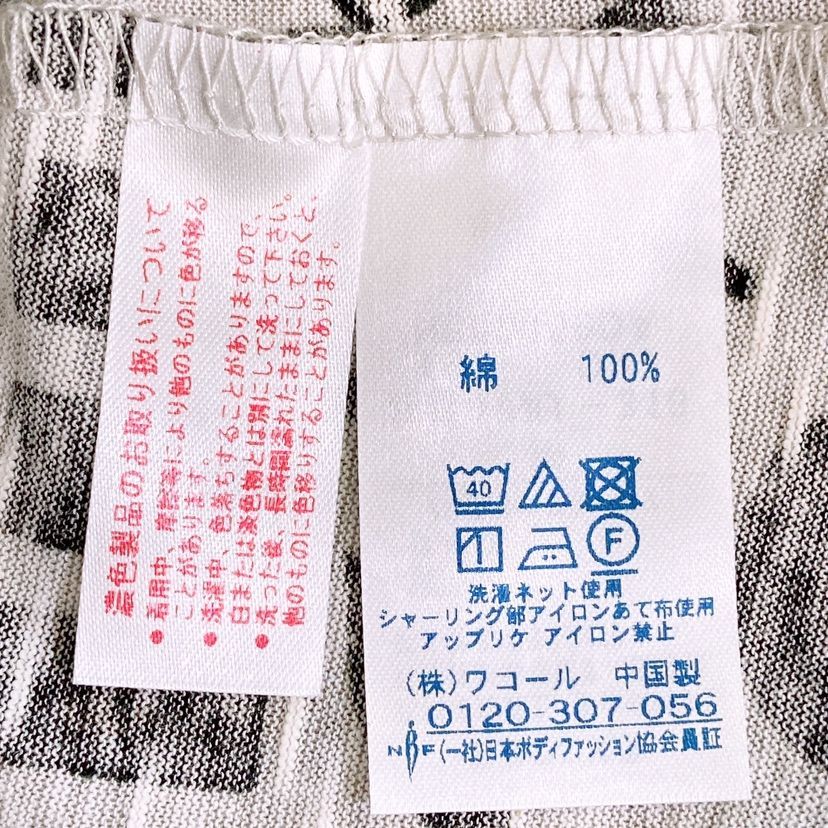 濃色製品のお取り扱いについて
●着用中、摩擦等により他のものに色が移る
ことがあります。
●洗濯中、色落ちすることがありますので、
白または淡色柄とは別にして洗って下さい。
●洗った後、長時間濡れたままにしておくと、
他のものに色移りすることがあります。
綿 100%
40
F
洗濯ネット使用
シャーリング部アイロンあて布使用
アップリケ アイロン禁止
(株)ワコール 中国製
0120-307-056
NBF (一社)日本ボディファッション協会会員証